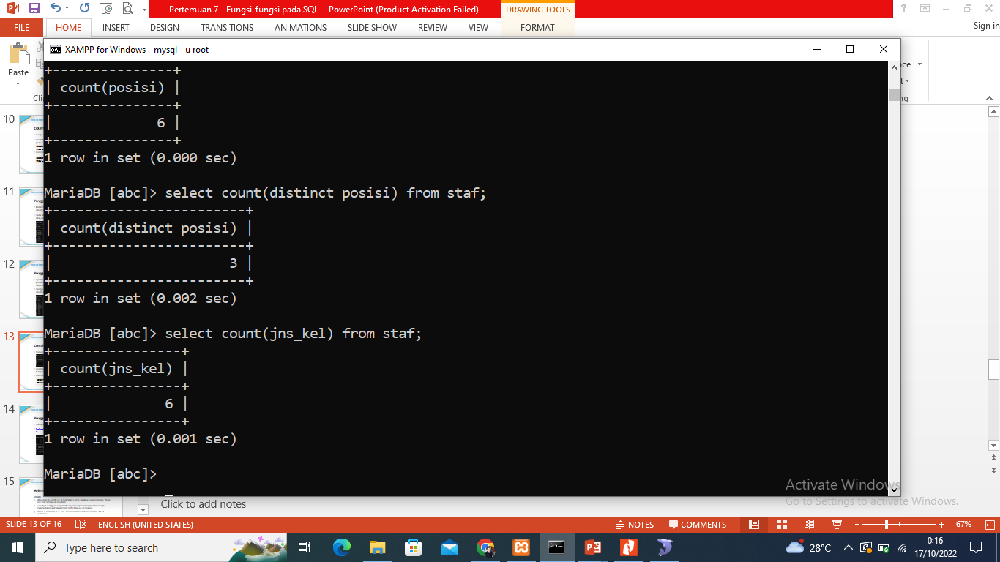 Pertemuan 7 - Fungsi-fungsi pada SQL - PowerPoint (Product Activation Failed)
DRAWING TOOLS
FILE
HOME
INSERT
DESIGN
TRANSITIONS
ANIMATIONS
SLIDE SHOW
REVIEW
VIEW
FORMAT
Sign in
XAMPP for Windows - mysql -u root
Paste
+---------------+
| count(posisi) |
+---------------+
| 6 |
+---------------+
1 row in set (0.000 sec)
MariaDB [abc]> select count(distinct posisi) from staf;
+------------------------+
| count(distinct posisi) |
+------------------------+
| 3 |
+------------------------+
1 row in set (0.002 sec)
MariaDB [abc]> select count(jns_kel) from staf;
+----------------+
| count(jns_kel) |
+----------------+
| 6 |
+----------------+
1 row in set (0.001 sec)
MariaDB [abc]>
10
11
12
13
14
15
Activate Windows
Go to Settings to activate Windows.
Click to add notes
SLIDE 13 OF 16
ENGLISH (UNITED STATES)
NOTES
COMMENTS
67%
Type here to search
28°C
0:16
17/10/2022